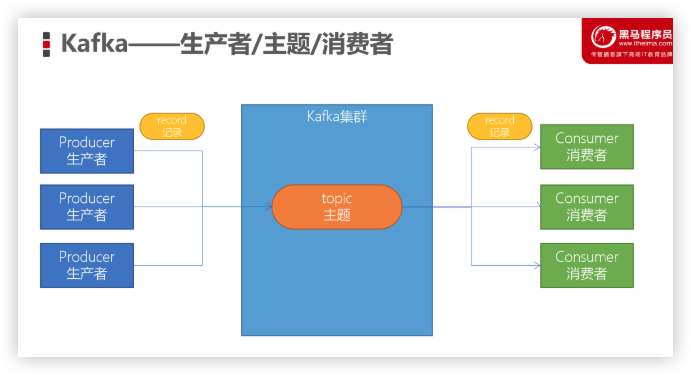 Kafka——生产者/主题/消费者
黑马程序员
www.itheima.com
传智播客旗下高端IT教育品牌
Kafka集群
record
记录
record
记录
Producer
生产者
Producer
生产者
Producer
生产者
topic
主题
Consumer
消费者
Consumer
消费者
Consumer
消费者